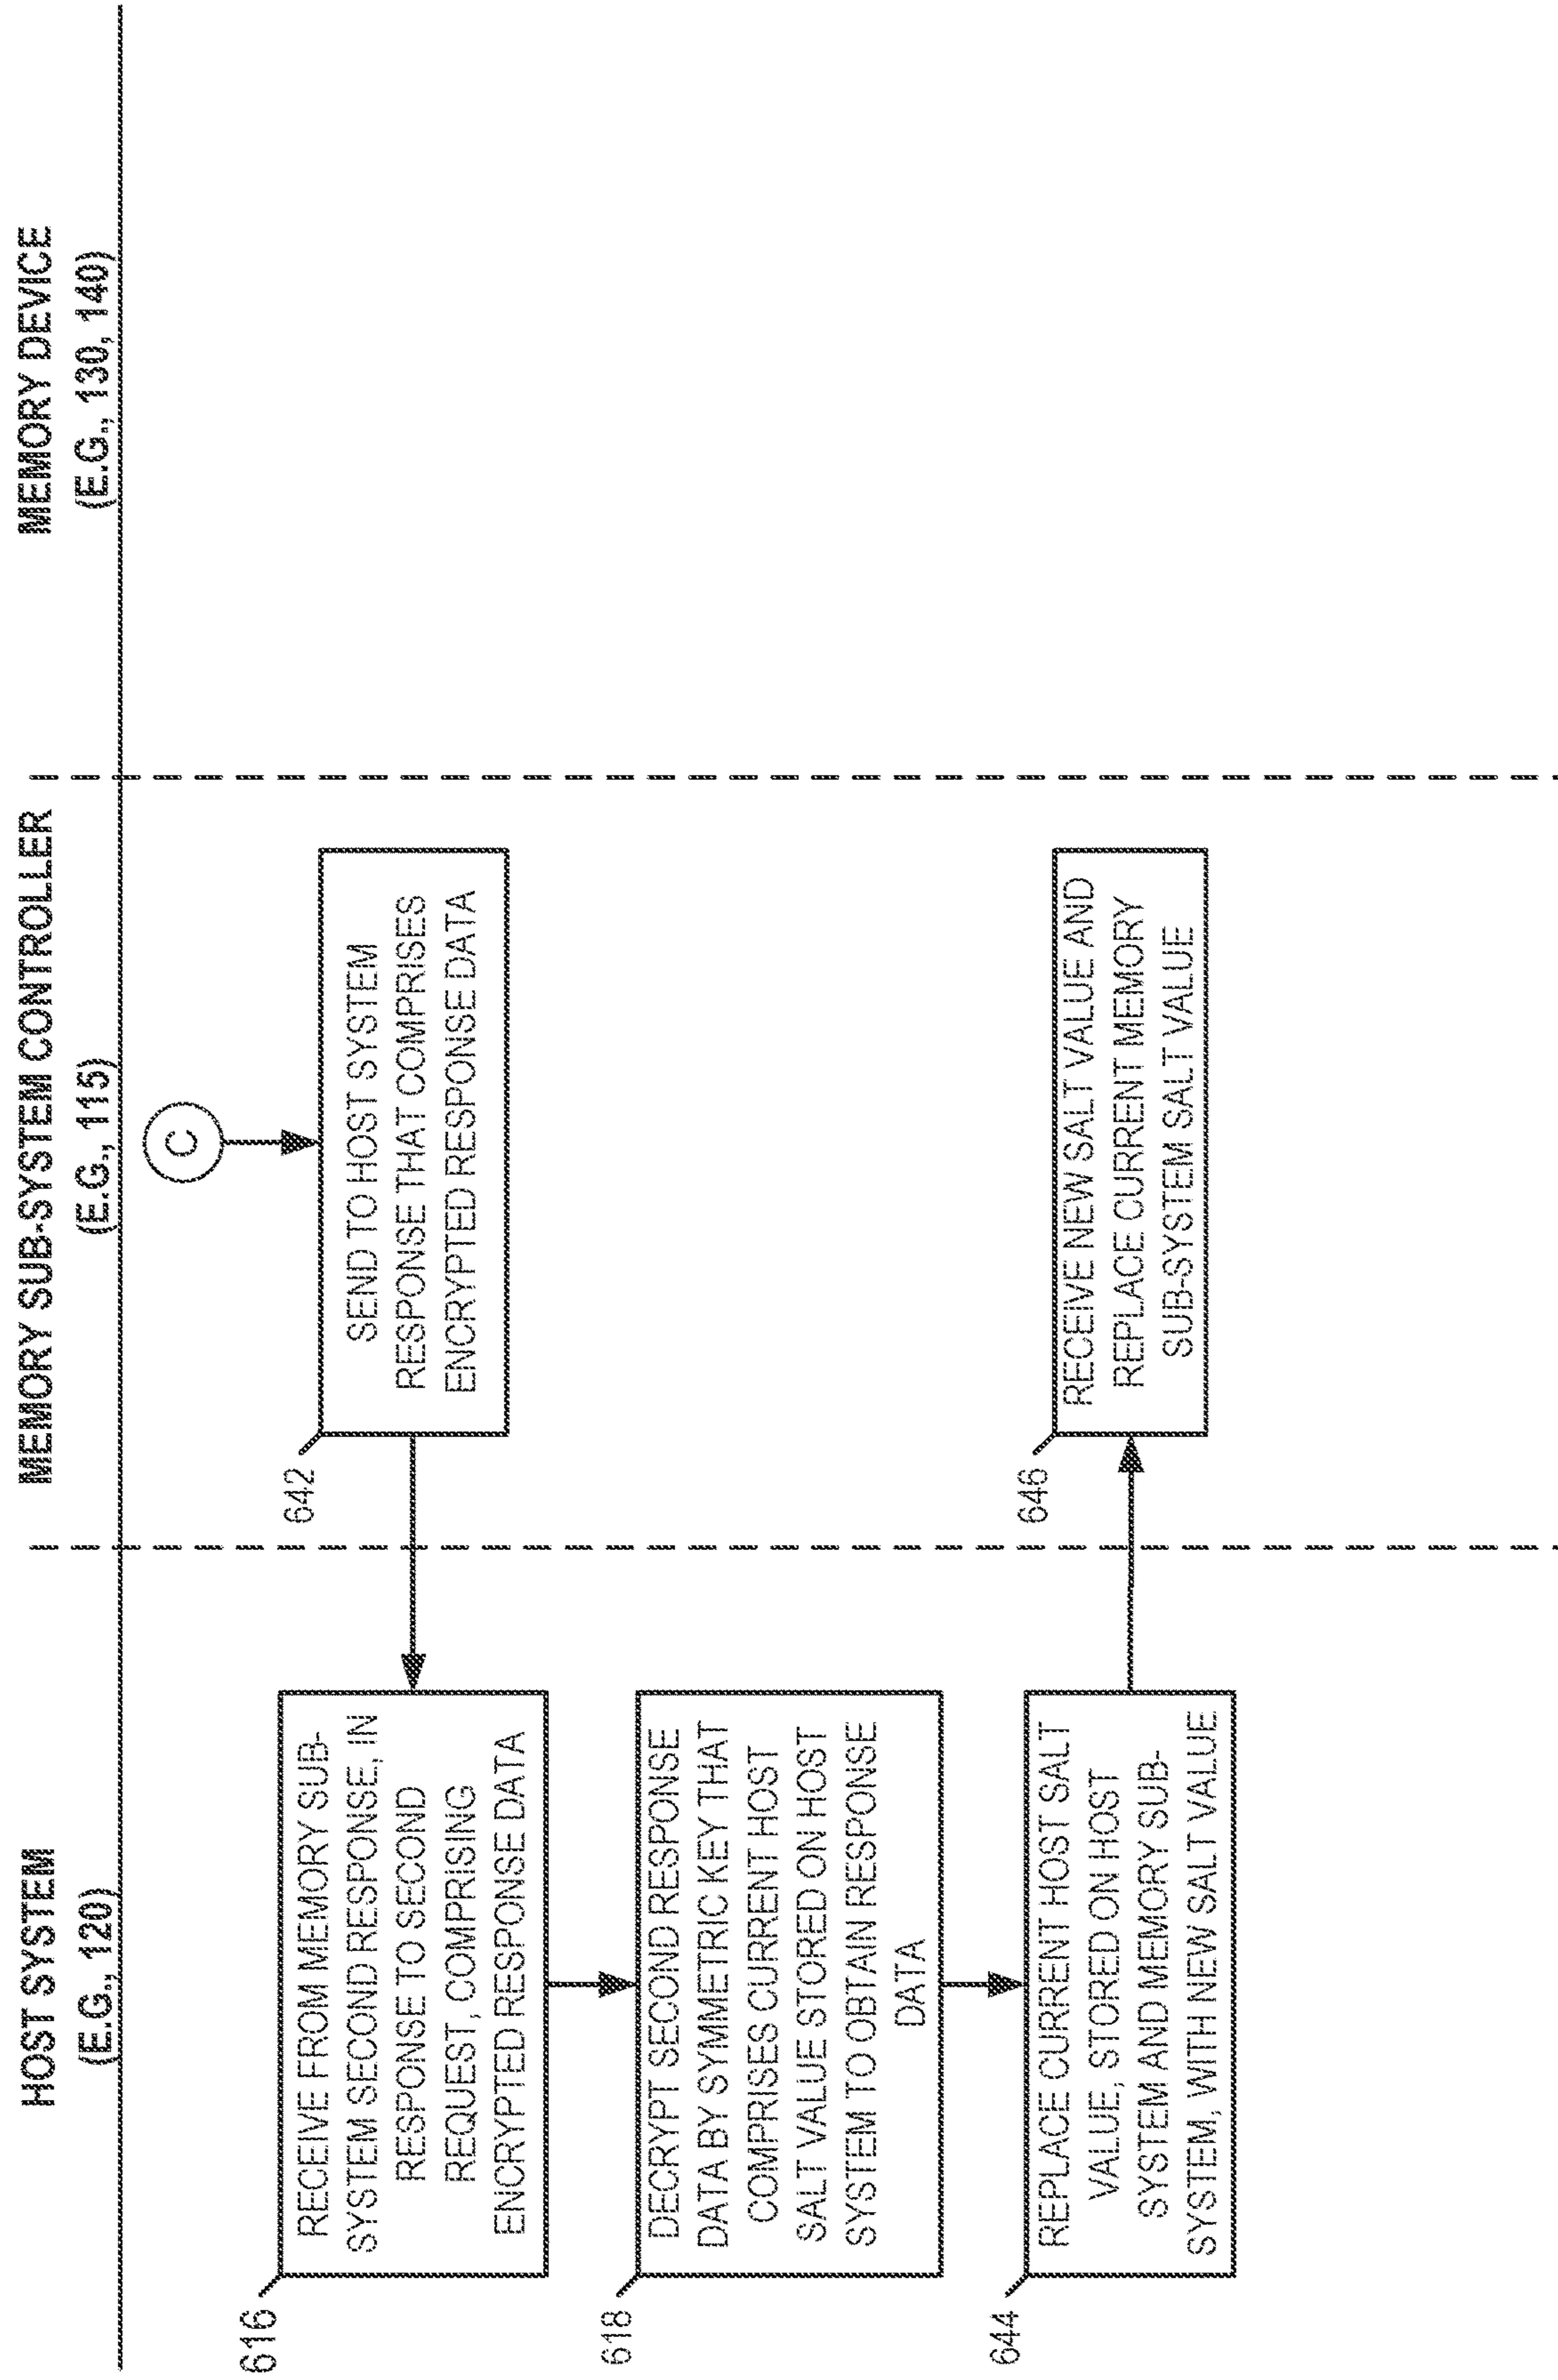 HOST SYSTEM
(E.G., 120)
MEMORY SUB-SYSTEM CONTROLLER
(E.G., 115)
MEMORY DEVICE
(E.G., 130, 140)
C
642
SEND TO HOST SYSTEM
RESPONSE THAT COMPRISES
ENCRYPTED RESPONSE DATA
616
RECEIVE FROM MEMORY SUB-
SYSTEM SECOND RESPONSE, IN
RESPONSE TO SECOND
REQUEST, COMPRISING
ENCRYPTED RESPONSE DATA
618
DECRYPT SECOND RESPONSE
DATA BY SYMMETRIC KEY THAT
COMPRISES CURRENT HOST
SALT VALUE STORED ON HOST
SYSTEM TO OBTAIN RESPONSE
DATA
644
REPLACE CURRENT HOST SALT
VALUE, STORED ON HOST
SYSTEM AND MEMORY SUB-
SYSTEM, WITH NEW SALT VALUE
646
RECEIVE NEW SALT VALUE AND
REPLACE CURRENT MEMORY
SUB-SYSTEM SALT VALUE